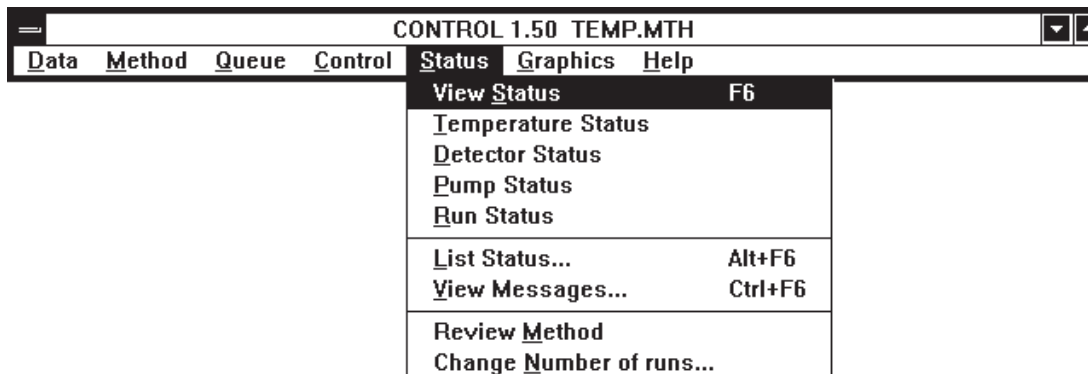 CONTROL 1.50 TEMP.MTH
Data Method Queue Control Status Graphics Help
View Status F6
Temperature Status
Detector Status
Pump Status
Run Status
List Status... Alt+F6
View Messages... Ctrl+F6
Review Method
Change Number of runs...